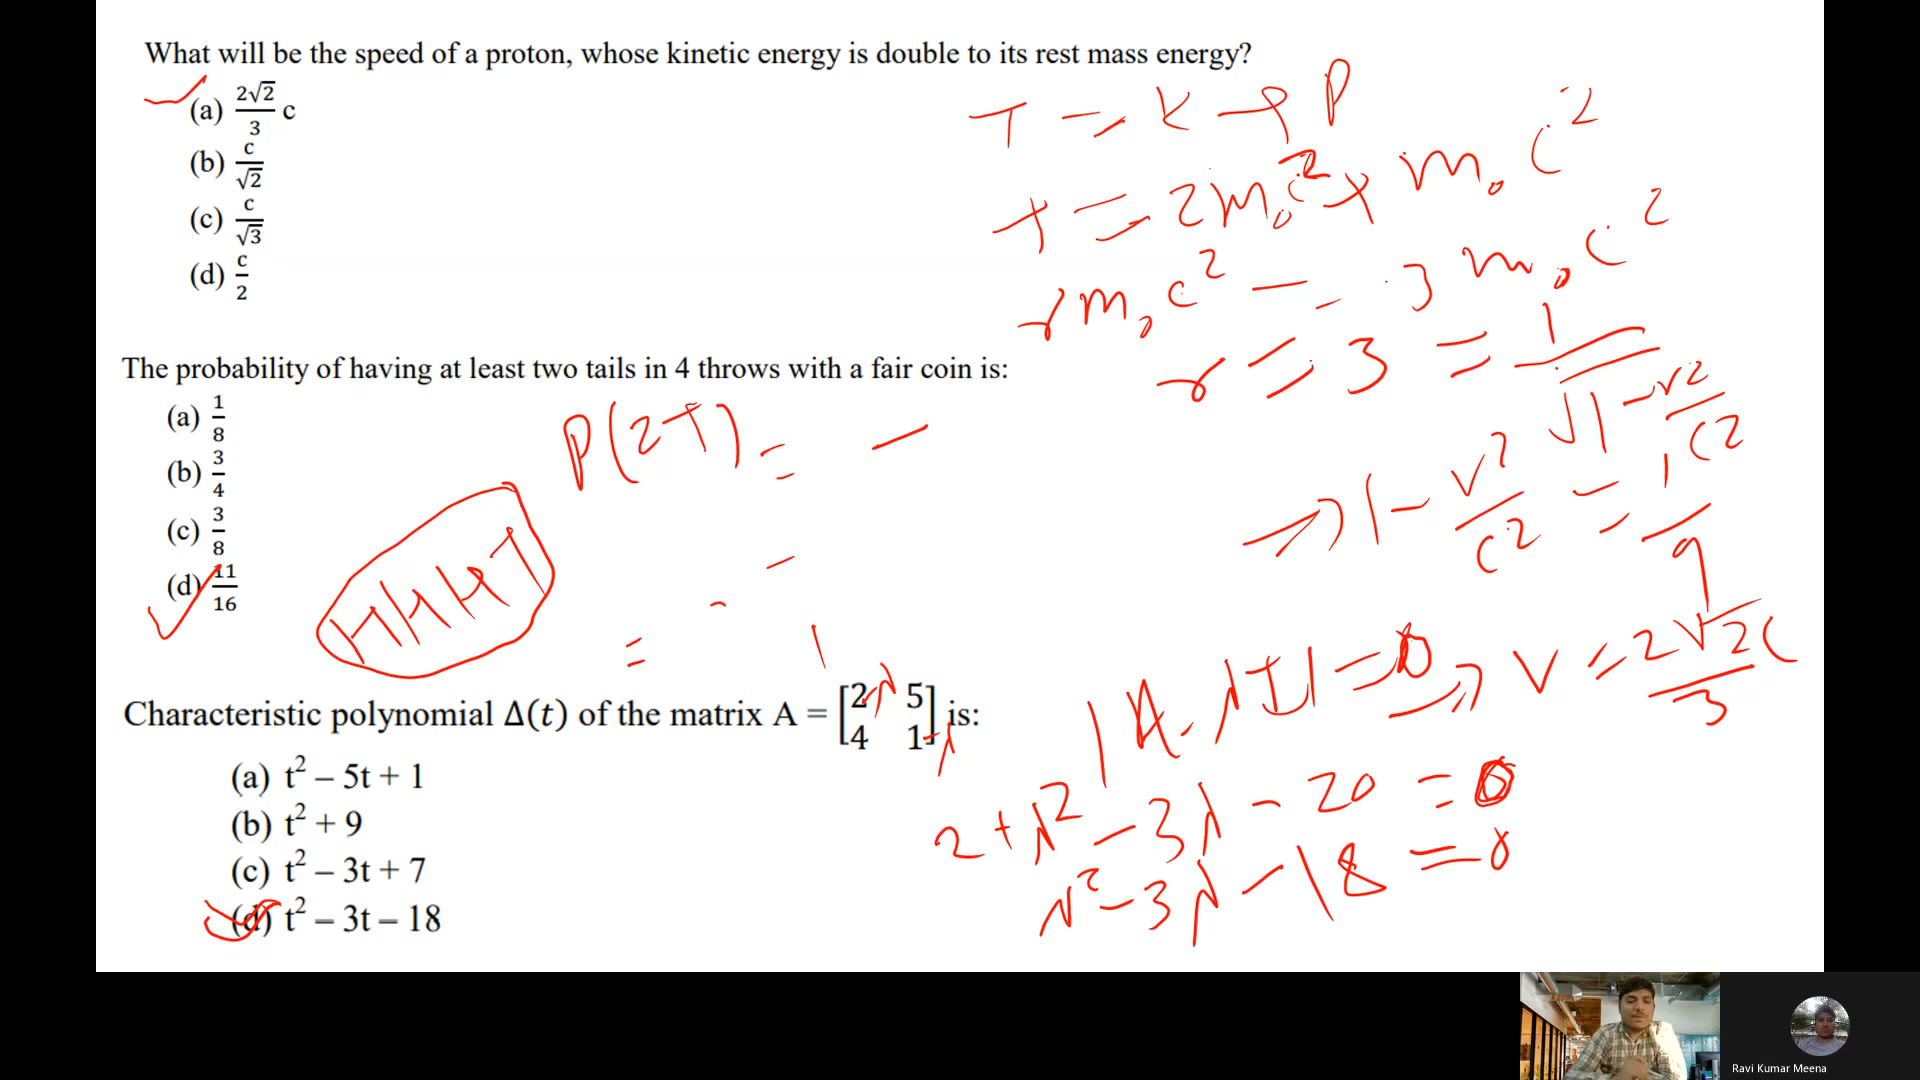 What will be the speed of a proton, whose kinetic energy is double to its rest mass energy?
(a) 2√2/3 c
(b) c/√2
(c) c/√3
(d) c/2
T = K + P
T = 2m₀c² + m₀c²
γm₀c² = 3m₀c²
γ = 3 = 1/√1-v²/c²
⇒ 1 - v²/c² = 1/9
⇒ v = 2√2c/3
The probability of having at least two tails in 4 throws with a fair coin is:
(a) 1/8
(b) 3/4
(c) 3/8
(d) 11/16
P(2T) =
HHHT
= 1
Characteristic polynomial Δ(t) of the matrix A = [2-λ 5
4 1-λ] is:
(a) t² – 5t + 1
(b) t² + 9
(c) t² – 3t + 7
(d) t² – 3t – 18
|A-λI| = 0
2+λ² - 3λ - 20 = 0
λ² - 3λ - 18 = 0
Ravi Kumar Meena